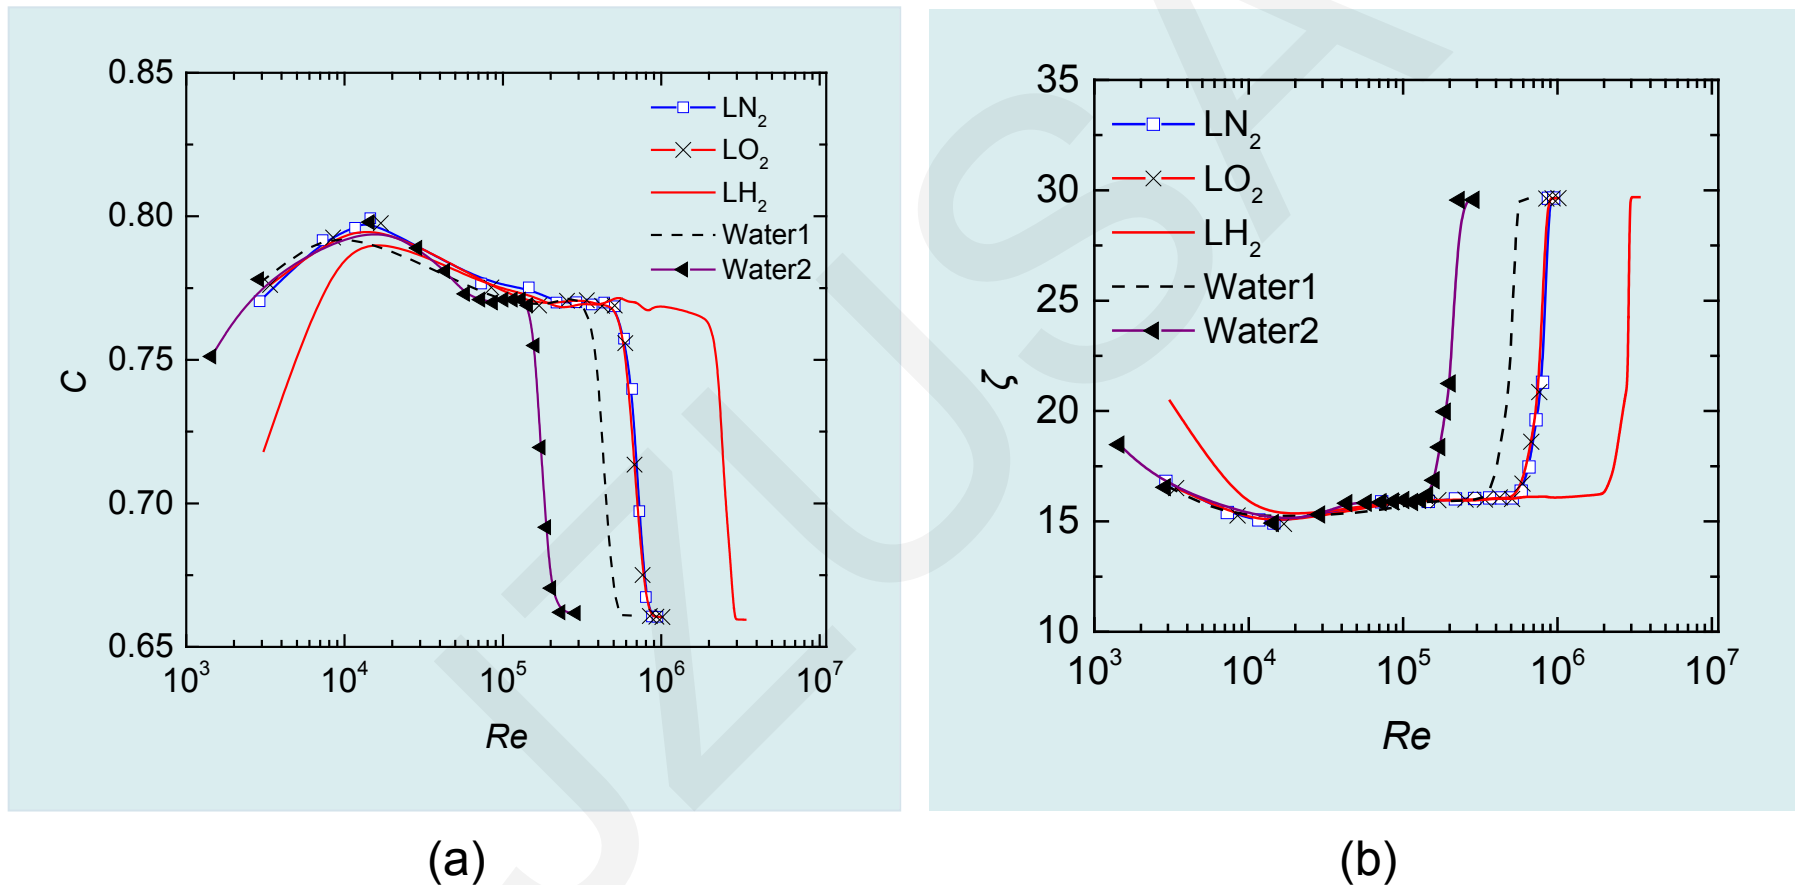 0.85
0.80
0.75
0.70
0.65
C
10³ 10⁴ 10⁵ 10⁶ 10⁷
Re
LN₂
LO₂
LH₂
Water1
Water2
(a)
35
30
25
20
15
10
ζ
10³ 10⁴ 10⁵ 10⁶ 10⁷
Re
LN₂
LO₂
LH₂
Water1
Water2
(b)
JZUSA